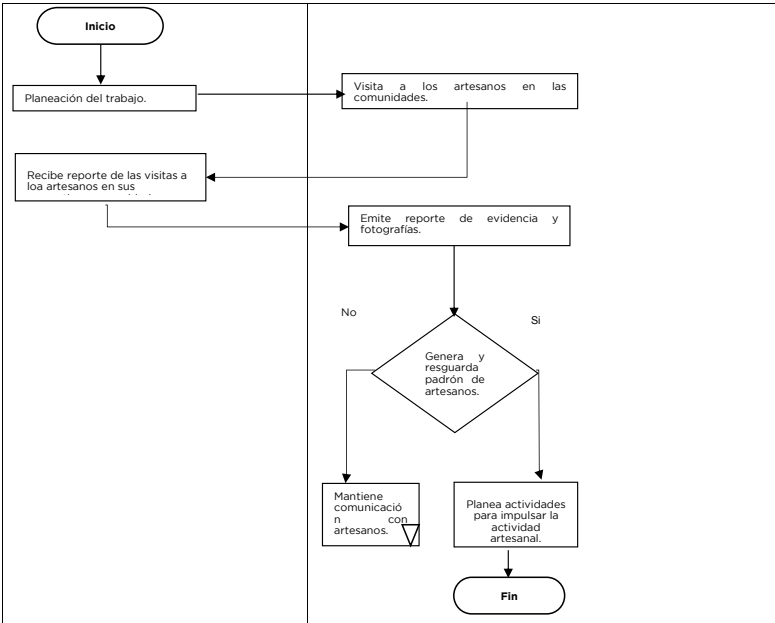 Inicio
Planeación del trabajo.
Visita a los artesanos en las
comunidades.
Recibe reporte de las visitas a
loa artesanos en sus
Emite reporte de evidencia y
fotografías.
No
Si
Genera y
resguarda
padrón de
artesanos.
Mantiene
comunicació
n con
artesanos.
Planea actividades
para impulsar la
actividad
artesanal.
Fin